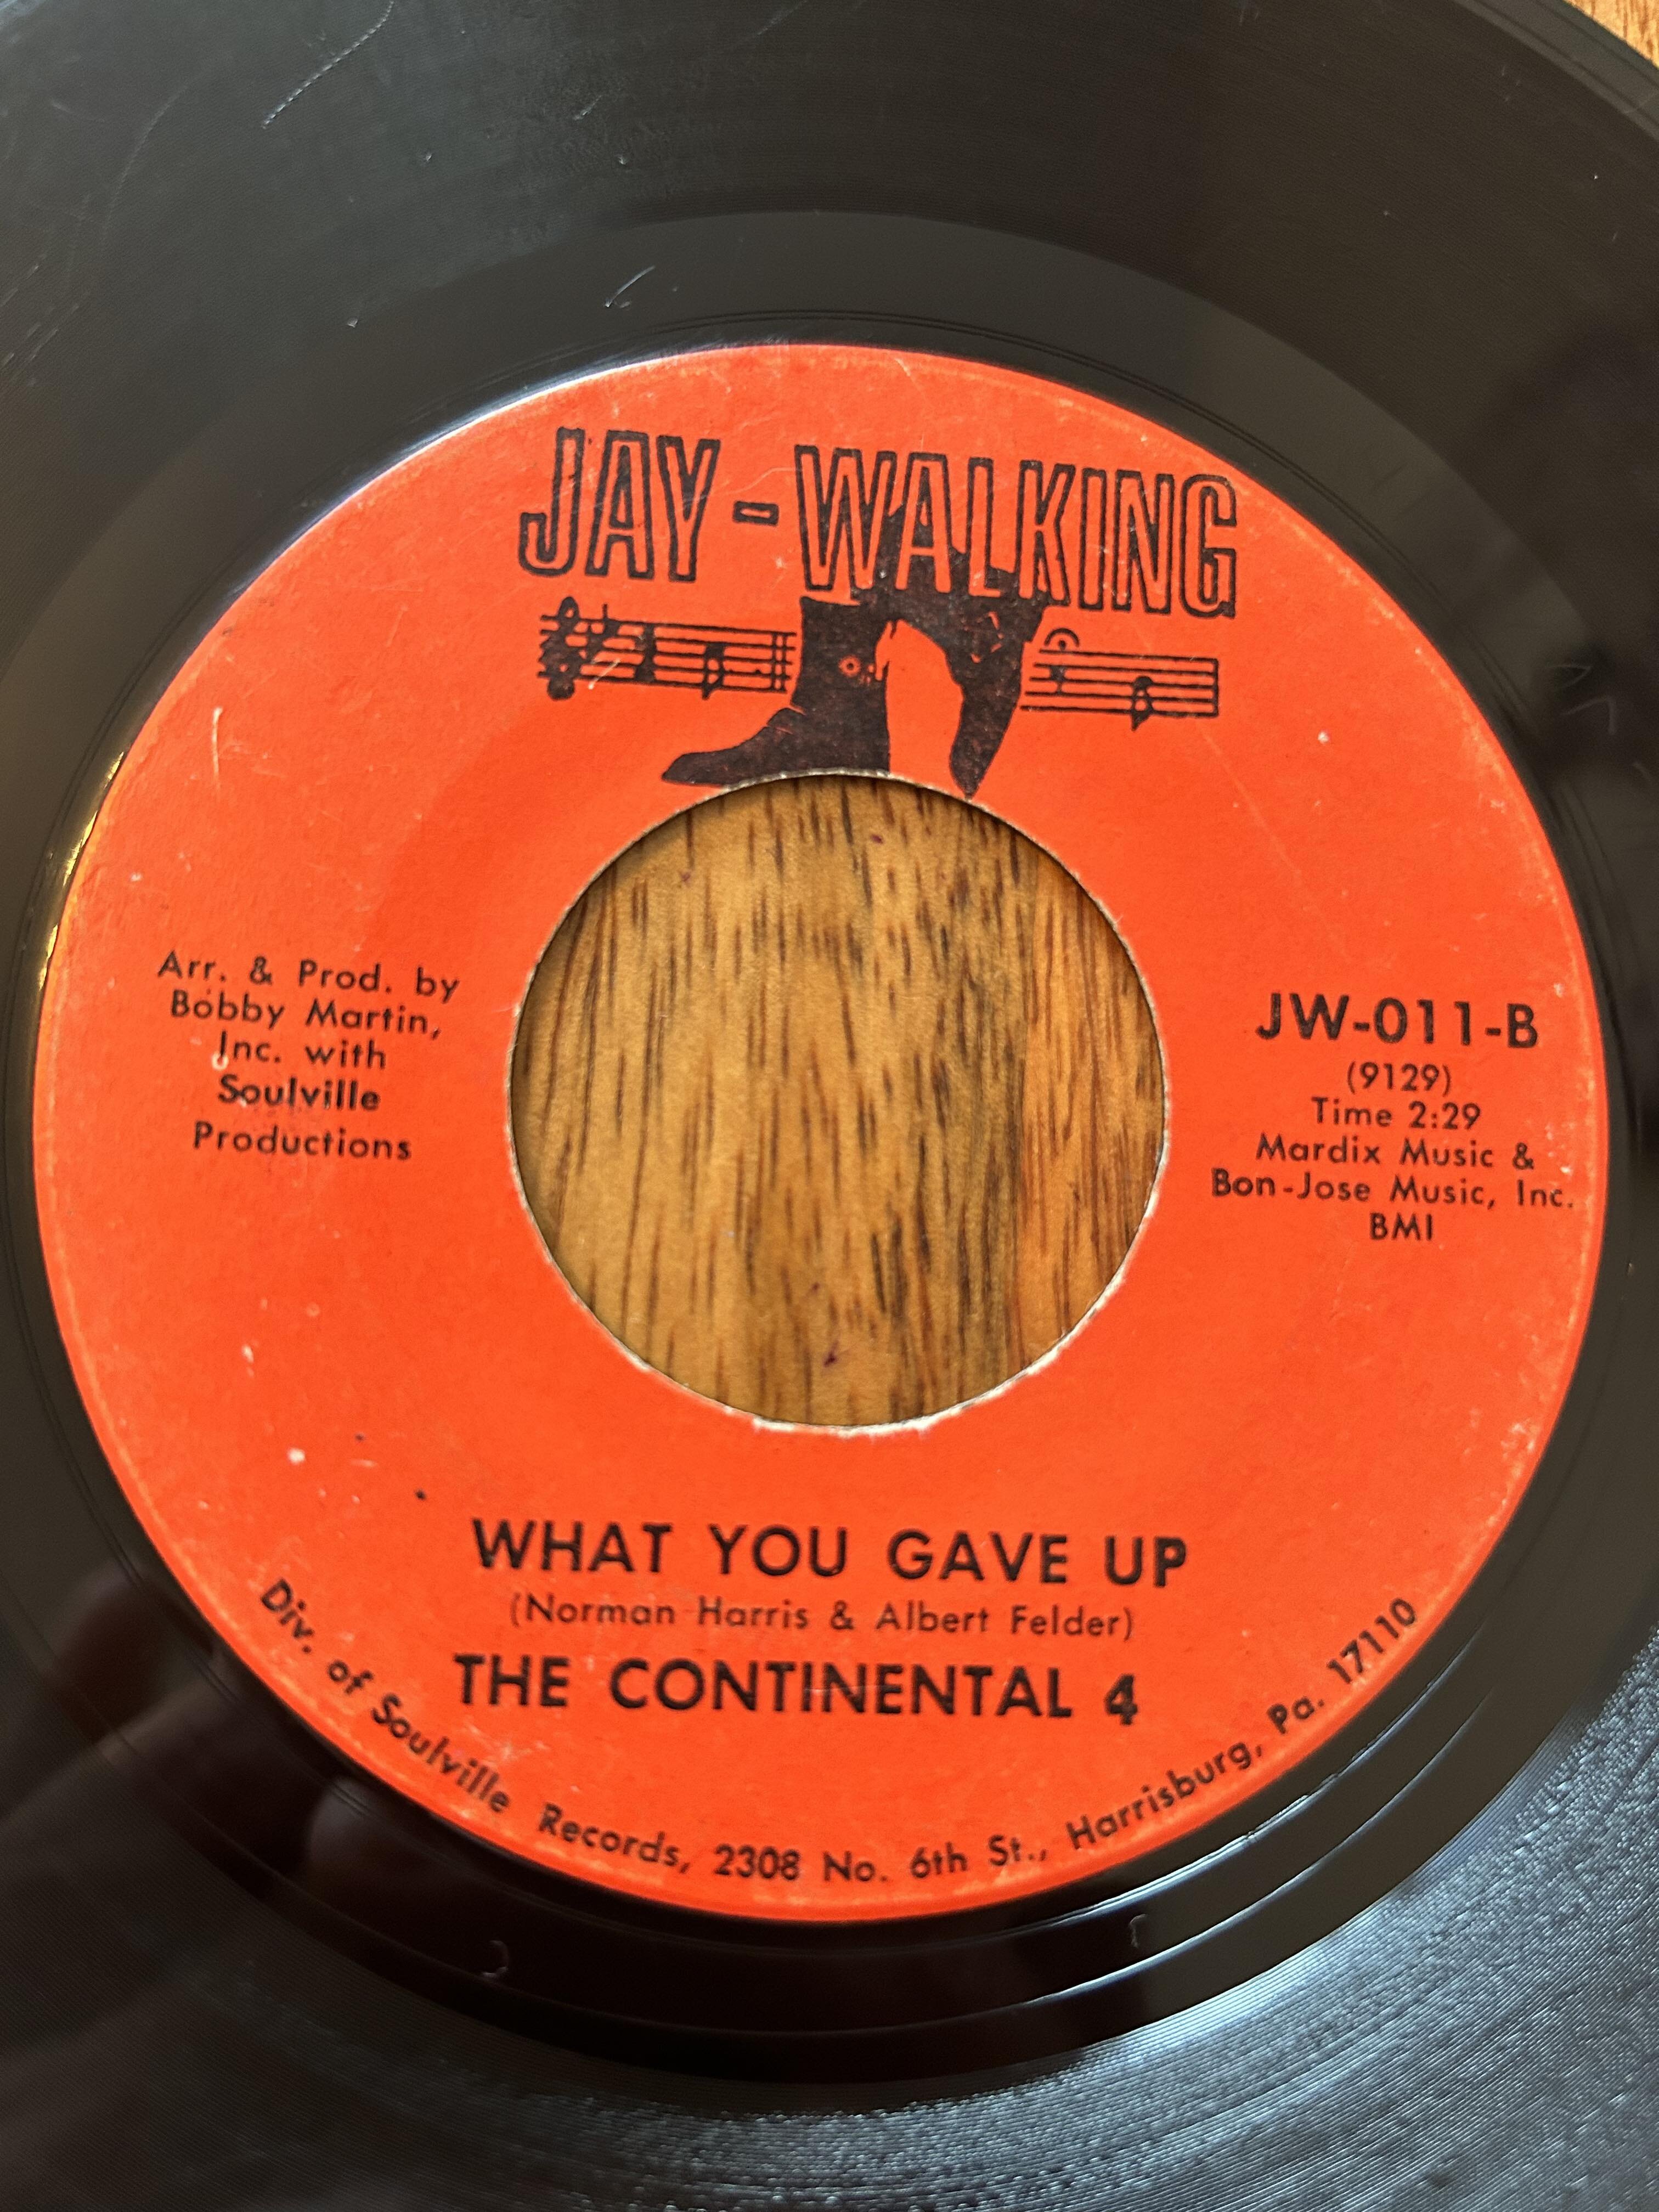 JAY-WALKING
Arr. & Prod. by
Bobby Martin,
Inc. with
Soulville
Productions
JW-011-B
(9129)
Time 2:29
Mardix Music &
Bon-Jose Music, Inc.
BMI
WHAT YOU GAVE UP
(Norman Harris & Albert Felder)
THE CONTINENTAL 4
Div. of Soulville Records, 2308 No. 6th St., Harrisburg, Pa. 17110